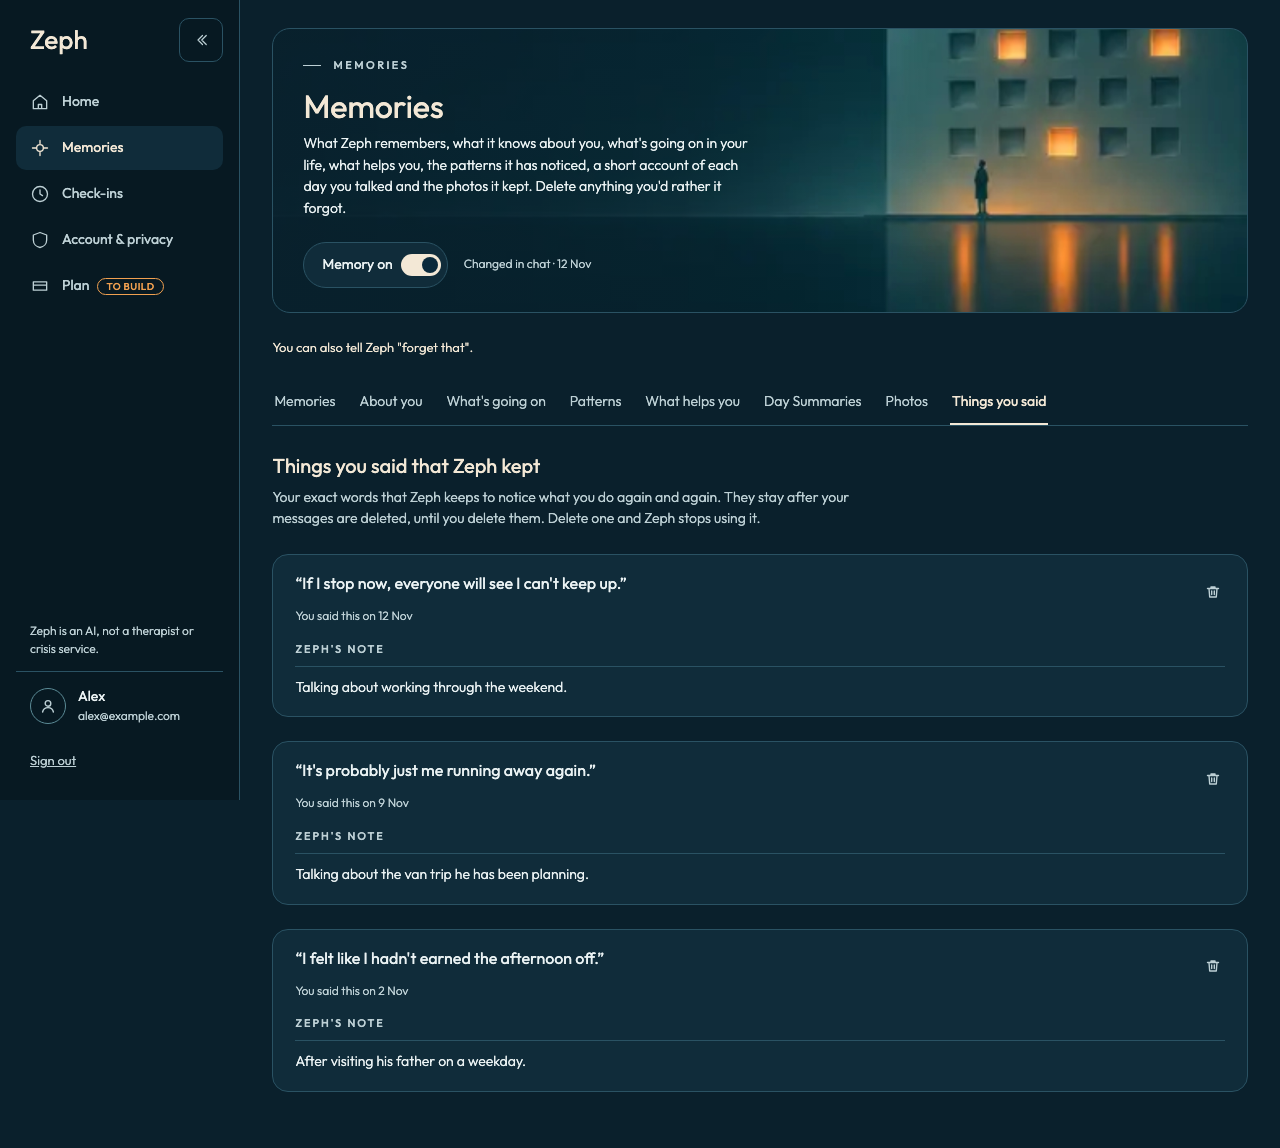 Zeph
Home
Memories
Check-ins
Account & privacy
Plan TO BUILD
Zeph is an AI, not a therapist or
crisis service.
Alex
alex@example.com
Sign out
MEMORIES
Memories
What Zeph remembers, what it knows about you, what's going on in your
life, what helps you, the patterns it has noticed, a short account of each
day you talked and the photos it kept. Delete anything you'd rather it
forgot.
Memory on
Changed in chat · 12 Nov
You can also tell Zeph "forget that".
Memories About you What's going on Patterns What helps you Day Summaries Photos Things you said
Things you said that Zeph kept
Your exact words that Zeph keeps to notice what you do again and again. They stay after your
messages are deleted, until you delete them. Delete one and Zeph stops using it.
“If I stop now, everyone will see I can't keep up.”
You said this on 12 Nov
ZEPH'S NOTE
Talking about working through the weekend.
“It's probably just me running away again.”
You said this on 9 Nov
ZEPH'S NOTE
Talking about the van trip he has been planning.
“I felt like I hadn't earned the afternoon off.”
You said this on 2 Nov
ZEPH'S NOTE
After visiting his father on a weekday.